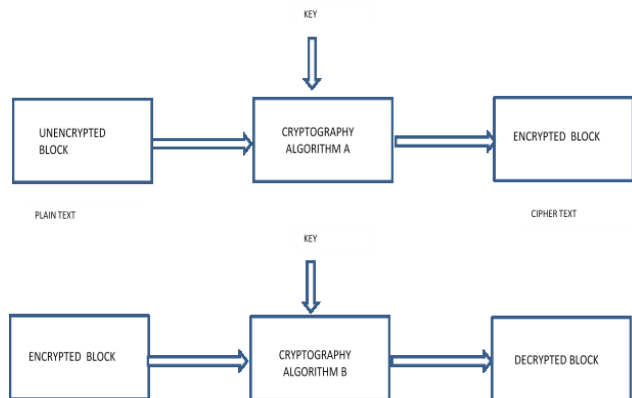 KEY
UNENCRYPTED
BLOCK
CRYPTOGRAPHY
ALGORITHM A
ENCRYPTED BLOCK
PLAIN TEXT
CIPHER TEXT
KEY
ENCRYPTED BLOCK
CRYPTOGRAPHY
ALGORITHM B
DECRYPTED BLOCK